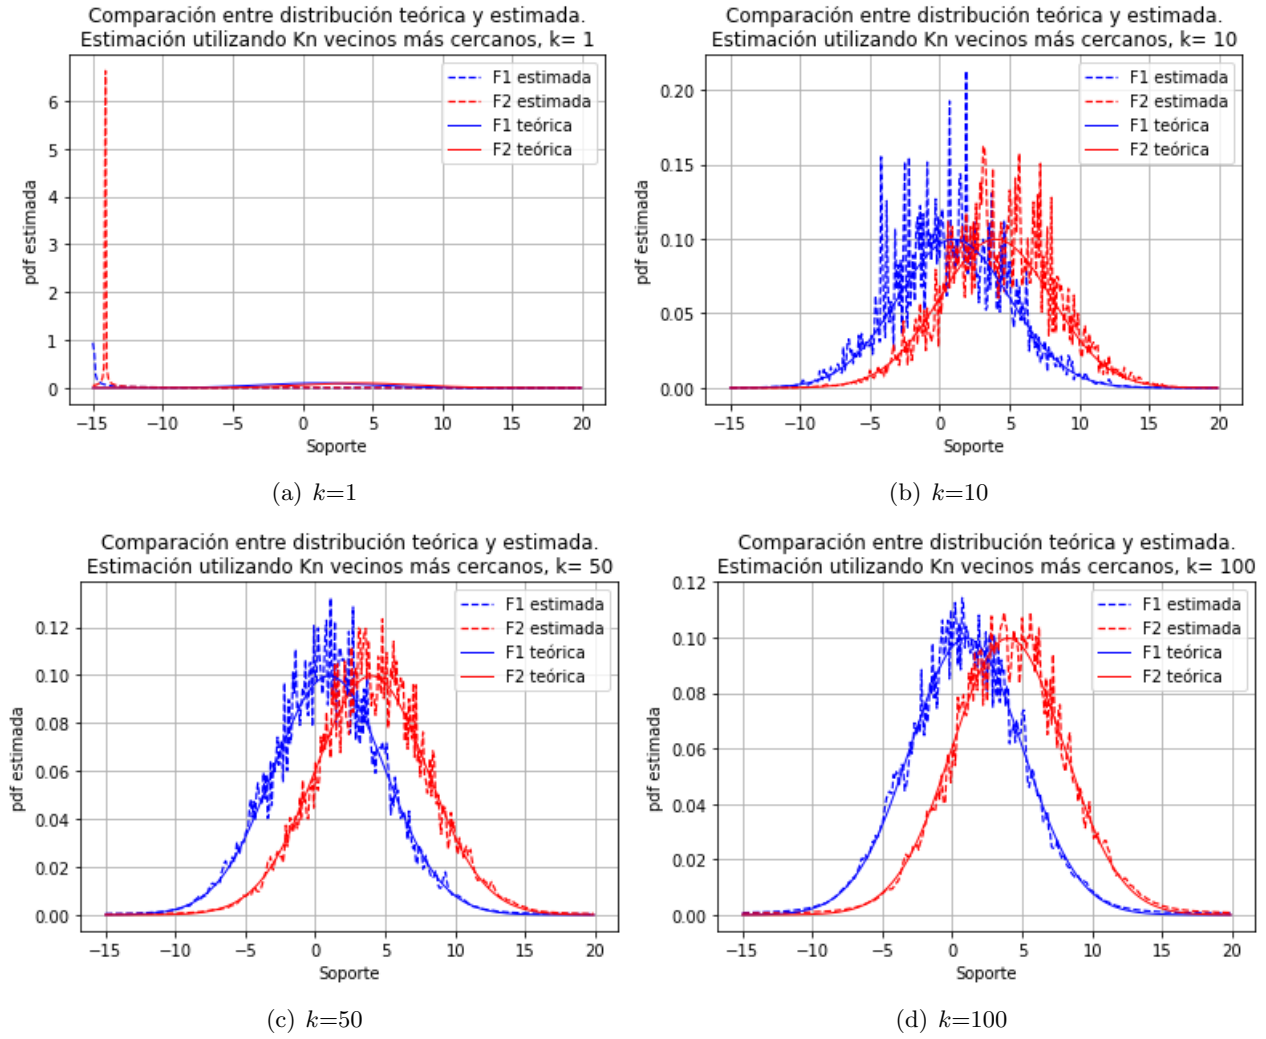 Comparación entre distribución teórica y estimada.
Estimación utilizando Kn vecinos más cercanos, k= 1
F1 estimada
F2 estimada
F1 teórica
F2 teórica
6
5
4
3
2
1
0
pdf estimada
−15 −10 −5 0 5 10 15 20
Soporte
(a) k=1
Comparación entre distribución teórica y estimada.
Estimación utilizando Kn vecinos más cercanos, k= 10
F1 estimada
F2 estimada
F1 teórica
F2 teórica
0.20
0.15
0.10
0.05
0.00
pdf estimada
−15 −10 −5 0 5 10 15 20
Soporte
(b) k=10
Comparación entre distribución teórica y estimada.
Estimación utilizando Kn vecinos más cercanos, k= 50
F1 estimada
F2 estimada
F1 teórica
F2 teórica
0.12
0.10
0.08
0.06
0.04
0.02
0.00
pdf estimada
−15 −10 −5 0 5 10 15 20
Soporte
(c) k=50
Comparación entre distribución teórica y estimada.
Estimación utilizando Kn vecinos más cercanos, k= 100
F1 estimada
F2 estimada
F1 teórica
F2 teórica
0.12
0.10
0.08
0.06
0.04
0.02
0.00
pdf estimada
−15 −10 −5 0 5 10 15 20
Soporte
(d) k=100